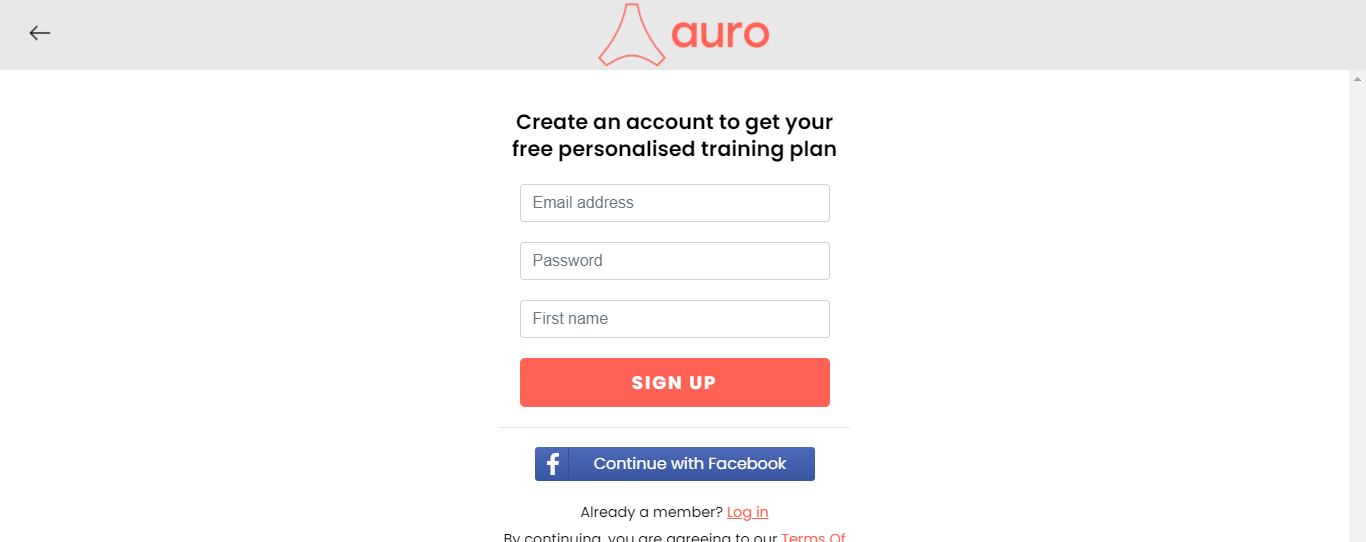 auro
Create an account to get your
free personalised training plan
Email address
Password
First name
SIGN UP
f Continue with Facebook
Already a member? Log in
By continuing, you are agreeing to our Terms Of